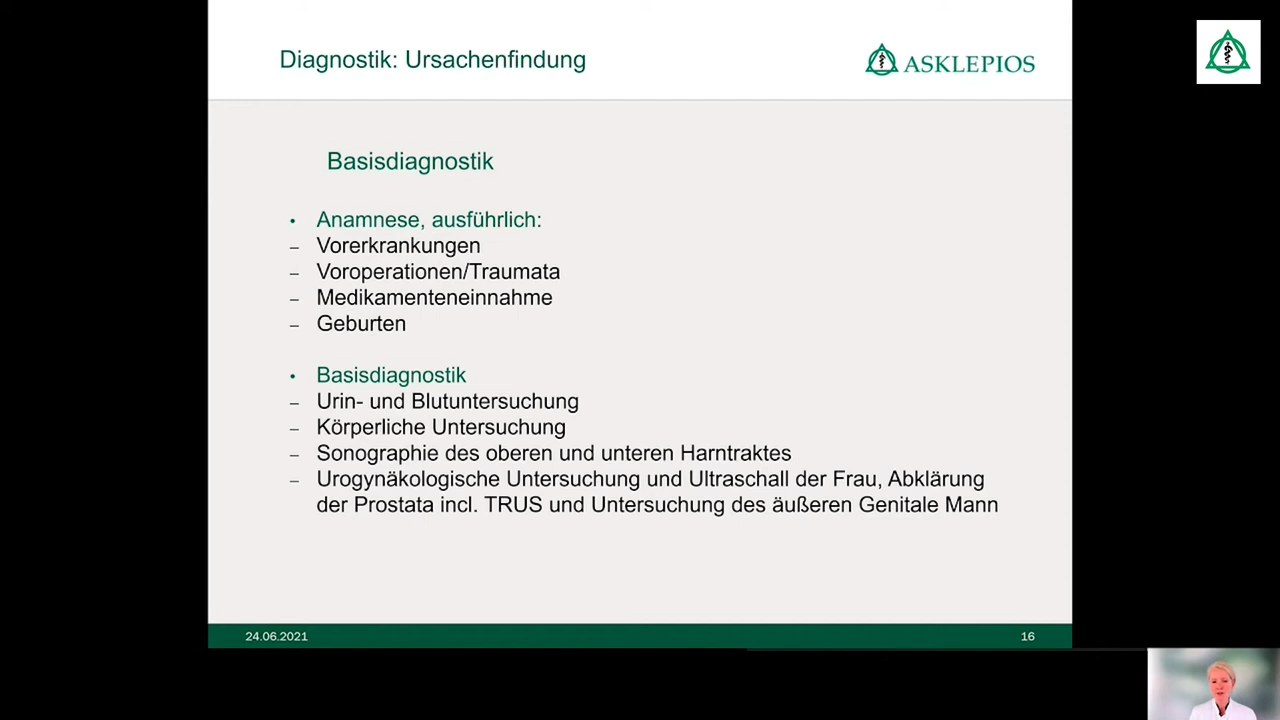 Diagnostik: Ursachenfindung
ASKLEPIOS
Basisdiagnostik
• Anamnese, ausführlich:
– Vorerkrankungen
– Voroperationen/Traumata
– Medikamenteneinnahme
– Geburten
• Basisdiagnostik
– Urin- und Blutuntersuchung
– Körperliche Untersuchung
– Sonographie des oberen und unteren Harntraktes
– Urogynäkologische Untersuchung und Ultraschall der Frau, Abklärung
der Prostata incl. TRUS und Untersuchung des äußeren Genitale Mann
24.06.2021
16